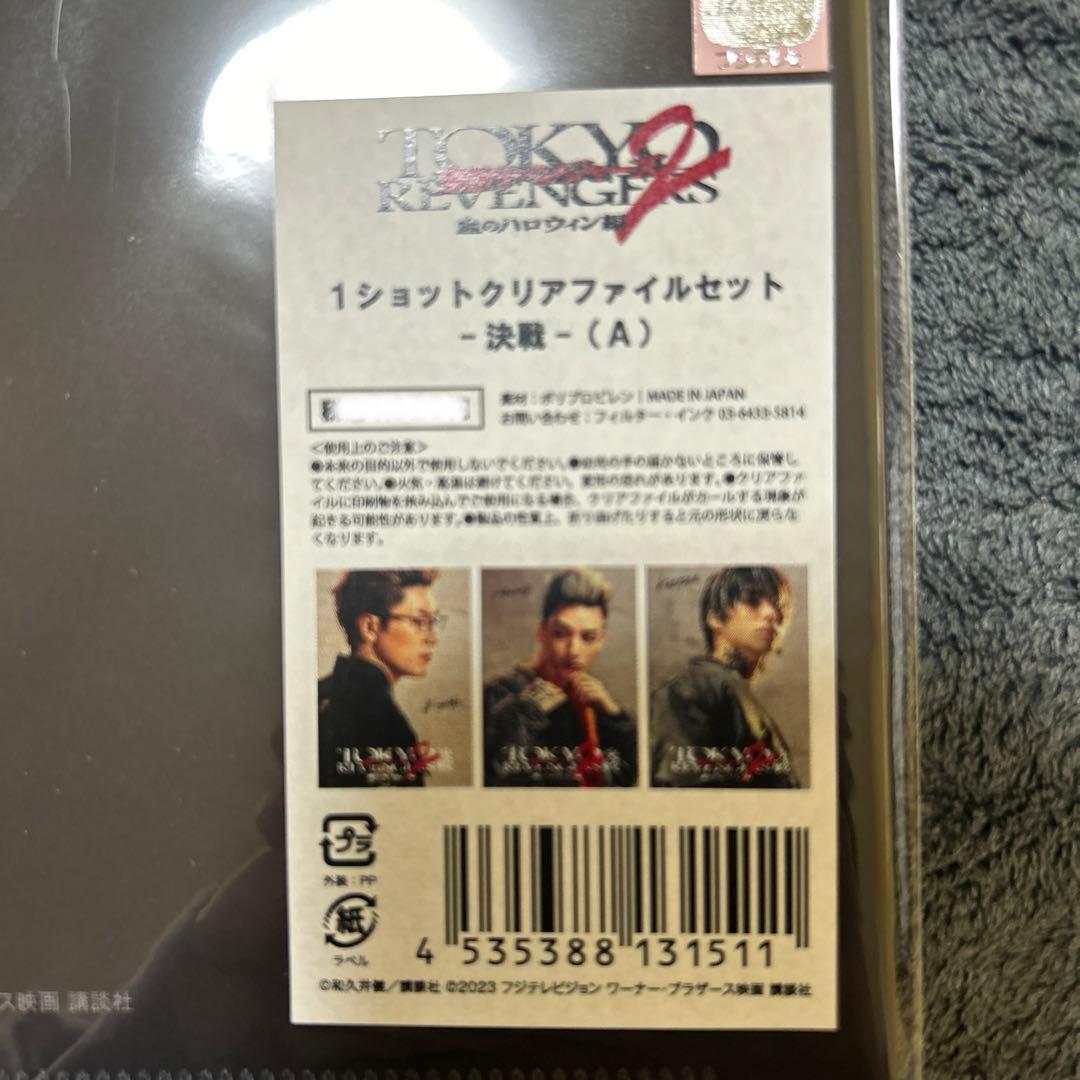 TOKYO 2
REVENGERS
血のハロウィン編
1ショットクリアファイルセット
-決戦-（A）
素材：ポリプロピレン | MADE IN JAPAN
お問い合わせ：フィルター・インク 03-6433-5814
＜使用上のご注意＞
●本来の目的以外で使用しないでください。●幼児の手の届かないところに保管し
てください。●火気・高温は避けてください。変形の恐れがあります。●クリアファ
イルに印刷物を挟み込んでご使用になる場合、クリアファイルがカールする現象が
起きる可能性があります。●製品の性質上、折り曲げたりすると元の形状に戻らな
くなります。
TOKYO 2
REVENGERS
TOKYO 2
REVENGERS
TOKYO 2
REVENGERS
プラ
外装：PP
紙
ラベル
4 535388 131511
©和久井健／講談社 ©2023 フジテレビジョン ワーナー・ブラザース映画 講談社
ス映画 講談社